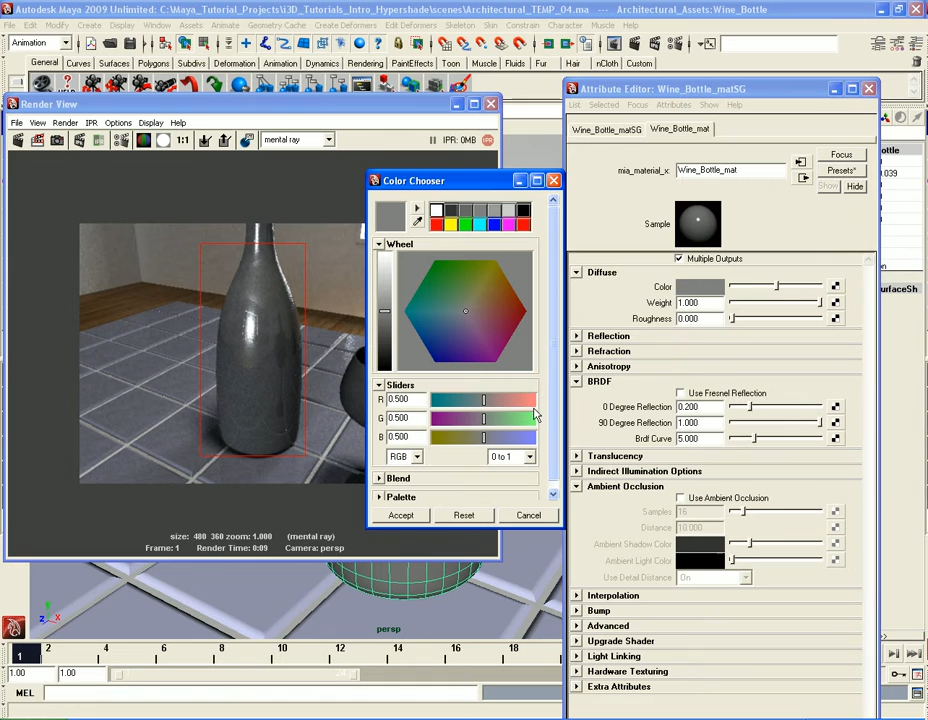 Autodesk Maya 2009 Unlimited: C:\Maya_Tutorial_Projects\i3D_Tutorials_Intro_Hypershade\scenes\Architectural_TEMP_04.ma --- Architectural_Assets:Wine_Bottle
File Edit Modify Create Display Window Assets Animate Geometry Cache Create Deformers Edit Deformers Skeleton Skin Constrain Character Muscle Help
Animation
General Curves Surfaces Polygons Subdivs Deformation Animation Dynamics Rendering PaintEffects Toon Muscle Fluids Fur Hair nCloth Custom
Render View
File View Render IPR Options Display Help
1:1 mental ray IPR: 0MB
size: 480 360 zoom: 1.000 (mental ray)
Frame: 1 Render Time: 0:09 Camera: persp
Color Chooser
Wheel
Sliders
R 0.500
G 0.500
B 0.500
RGB 0 to 1
Blend
Palette
Accept Reset Cancel
Attribute Editor: Wine_Bottle_matSG
List Selected Focus Attributes Show Help
Wine_Bottle_matSG Wine_Bottle_mat
Focus
mia_material_x: Wine_Bottle_mat Presets*
Show Hide
Sample
Multiple Outputs
Diffuse
Color
Weight 1.000
Roughness 0.000
Reflection
Refraction
Anisotropy
BRDF
Use Fresnel Reflection
0 Degree Reflection 0.200
90 Degree Reflection 1.000
Brdf Curve 5.000
Translucency
Indirect Illumination Options
Ambient Occlusion
Use Ambient Occlusion
Samples 16
Distance 10.000
Ambient Shadow Color
Ambient Light Color
Use Detail Distance On
Interpolation
Bump
Advanced
Upgrade Shader
Light Linking
Hardware Texturing
Extra Attributes
ottle
.039
urfaceSh
persp
y
z x
1 2 4 6 8 10 12 14 16 18
1.00 1.00 24
MEL